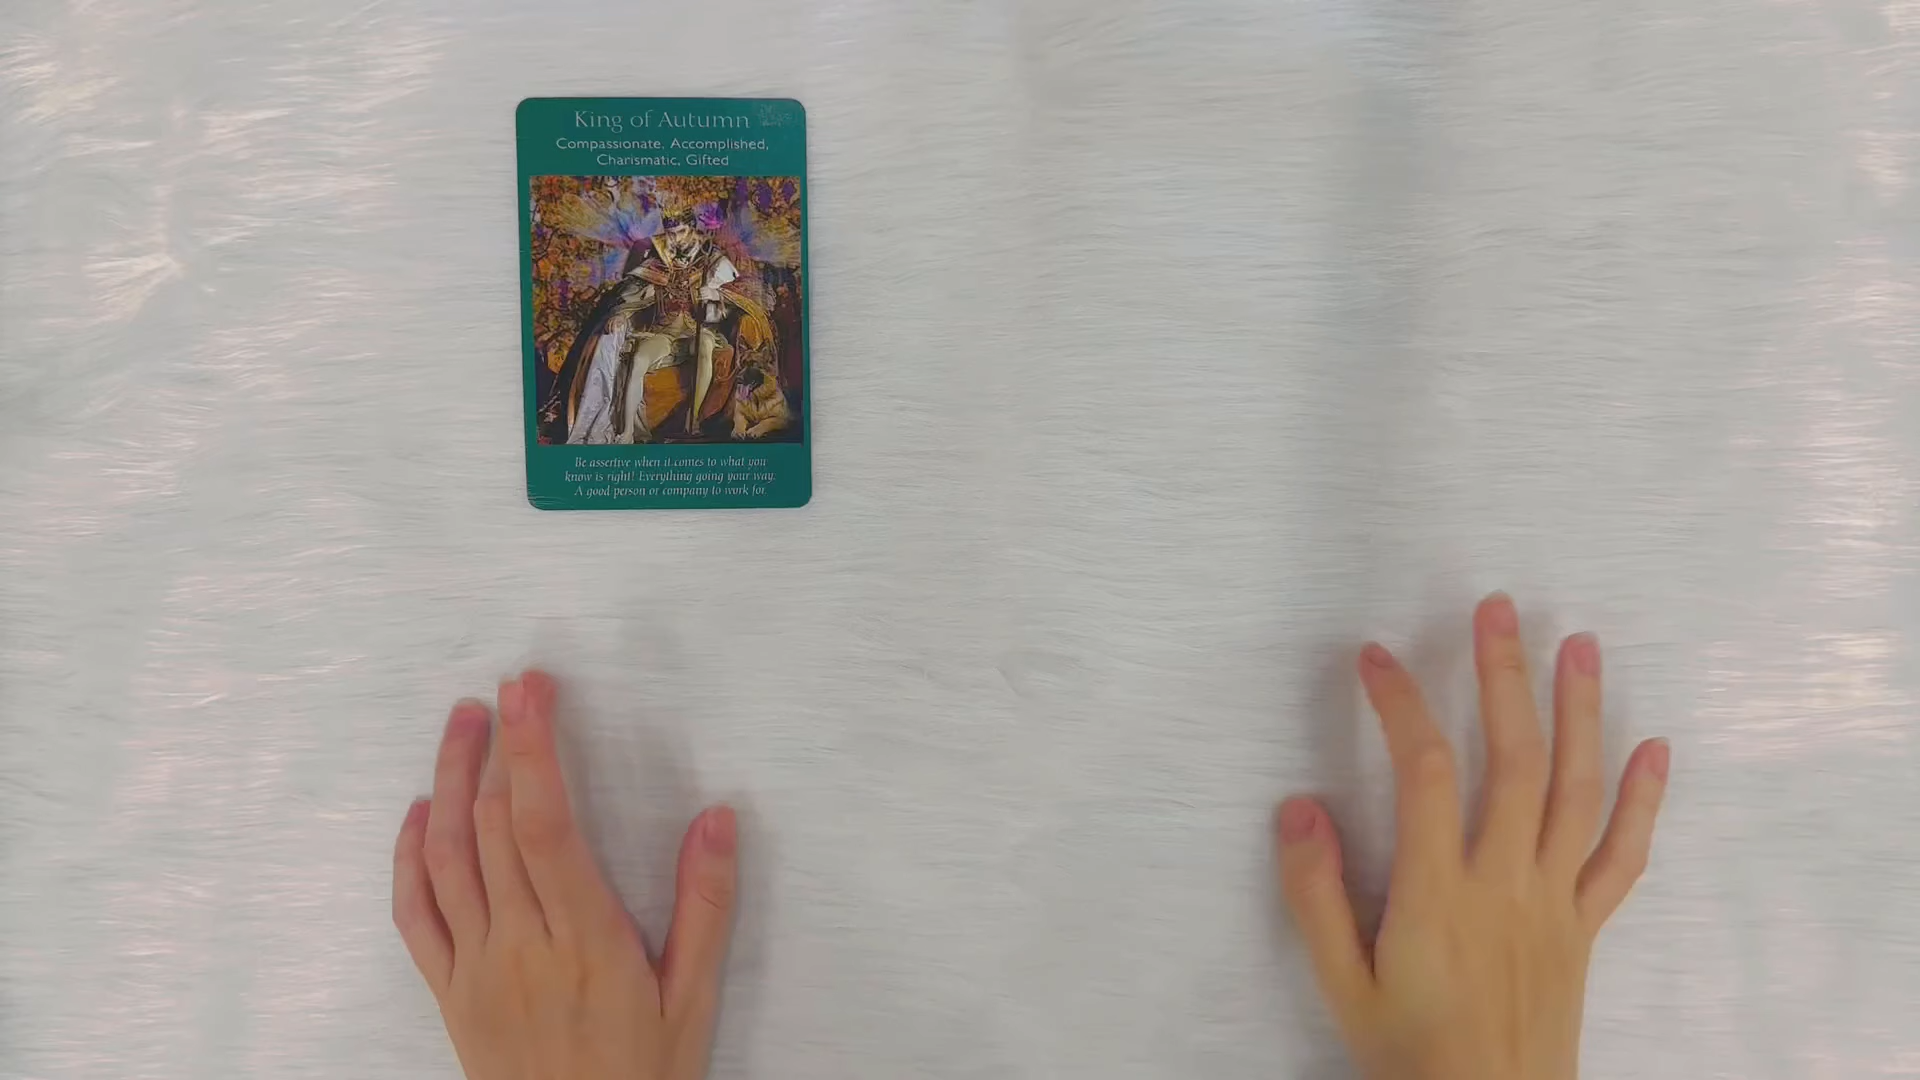 King of Autumn
Compassionate, Accomplished,
Charismatic, Gifted
Be assertive when it comes to what you
know is right! Everything going your way.
A good person or company to work for.